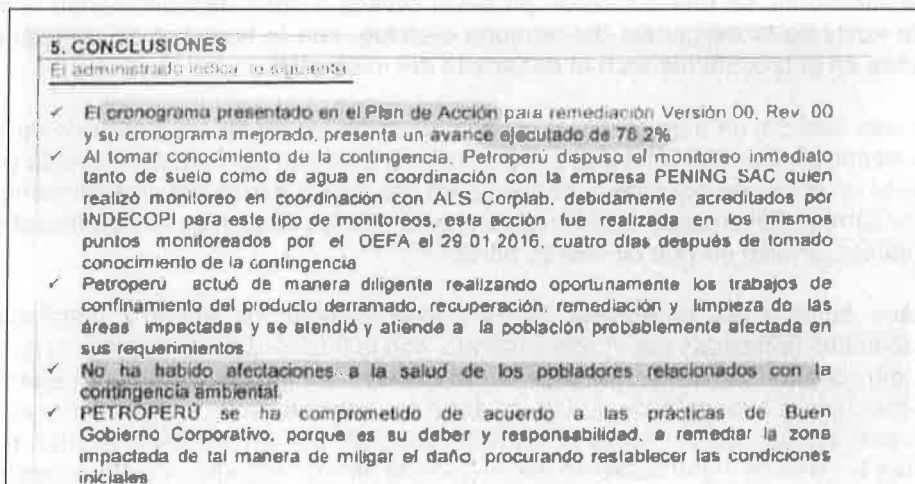 5. CONCLUSIONES
El administrado indica lo siguiente:
✓ El cronograma presentado en el Plan de Acción para remediación Versión 00, Rev. 00
y su cronograma mejorado, presenta un avance ejecutado de 78.2%
✓ Al tomar conocimiento de la contingencia, Petroperú dispuso el monitoreo inmediato
tanto de suelo como de agua en coordinación con la empresa PENING SAC quien
realizó monitoreo en coordinación con ALS Corplab, debidamente acreditados por
INDECOPI para este tipo de monitoreos, esta acción fue realizada en los mismos
puntos monitoreados por el OEFA el 29.01.2016, cuatro días después de tomado
conocimiento de la contingencia
✓ Petroperú actuó de manera diligente realizando oportunamente los trabajos de
confinamiento del producto derramado, recuperación, remediación y limpieza de las
áreas impactadas y se atendió y atiende a la población probablemente afectada en
sus requerimientos
✓ No ha habido afectaciones a la salud de los pobladores relacionados con la
contingencia ambiental.
✓ PETROPERÚ se ha comprometido de acuerdo a las prácticas de Buen
Gobierno Corporativo, porque es su deber y responsabilidad, a remediar la zona
impactada de tal manera de mitigar el daño, procurando restablecer las condiciones
iniciales